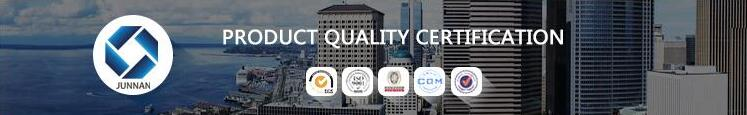 JUNNAN
PRODUCT QUALITY CERTIFICATION
SGS
ISO
CQM